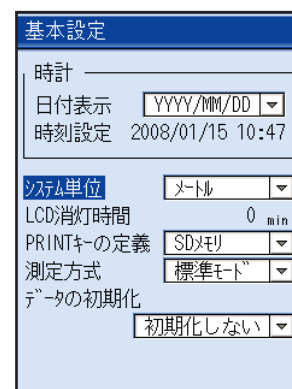 基本設定
時計
日付表示 YYYY/MM/DD
時刻設定 2008/01/15 10:47
ｼｽﾃﾑ単位 ﾒｰﾄﾙ
LCD消灯時間 0 min
PRINTｷｰの定義 SDﾒﾓﾘ
測定方式 標準ﾓｰﾄﾞ
ﾃﾞｰﾀの初期化
初期化しない